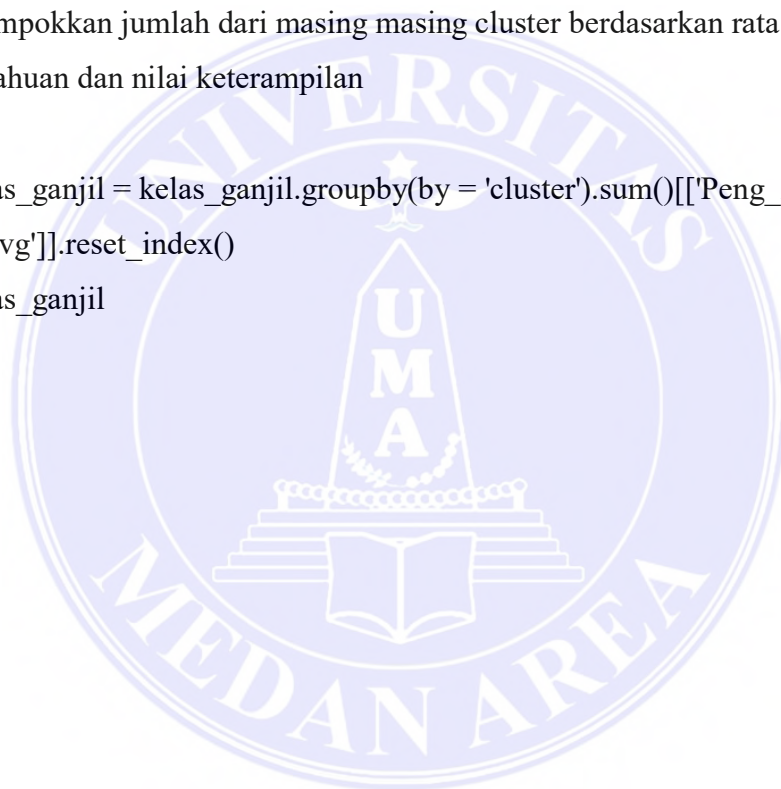 mpokkan jumlah dari masing masing cluster berdasarkan rata
ahuan dan nilai keterampilan
as_ganjil = kelas_ganjil.groupby(by = 'cluster').sum()[['Peng_
vg']].reset_index()
as_ganjil
UNIVERSITAS
U
M
A
MEDAN AREA